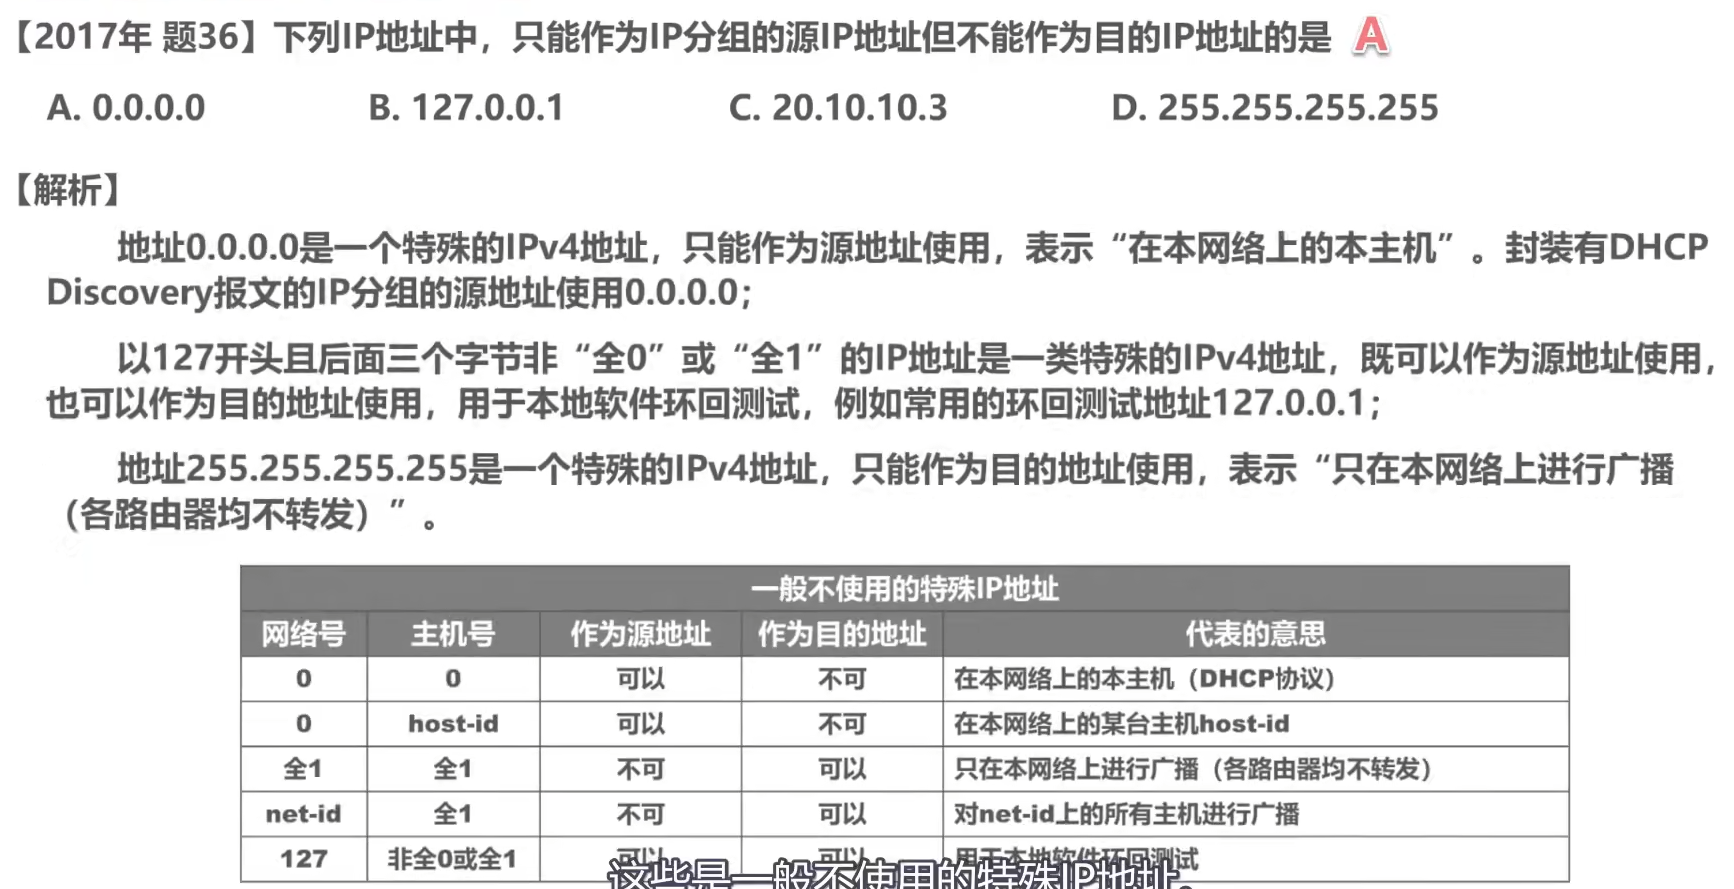 【2017年 题36】下列IP地址中，只能作为IP分组的源IP地址但不能作为目的IP地址的是 A
A. 0.0.0.0 B. 127.0.0.1 C. 20.10.10.3 D. 255.255.255.255
【解析】
地址0.0.0.0是一个特殊的IPv4地址，只能作为源地址使用，表示“在本网络上的本主机”。封装有DHCP
Discovery报文的IP分组的源地址使用0.0.0.0；
以127开头且后面三个字节非“全0”或“全1”的IP地址是一类特殊的IPv4地址，既可以作为源地址使用，
也可以作为目的地址使用，用于本地软件环回测试，例如常用的环回测试地址127.0.0.1；
地址255.255.255.255是一个特殊的IPv4地址，只能作为目的地址使用，表示“只在本网络上进行广播
（各路由器均不转发）”。
一般不使用的特殊IP地址
网络号 主机号 作为源地址 作为目的地址 代表的意思
0 0 可以 不可 在本网络上的本主机（DHCP协议）
0 host-id 可以 不可 在本网络上的某台主机host-id
全1 全1 不可 可以 只在本网络上进行广播（各路由器均不转发）
net-id 全1 不可 可以 对net-id上的所有主机进行广播
127 非全0或全1 可以 可以 用于本地软件环回测试
这些是一般不使用的特殊IP地址。